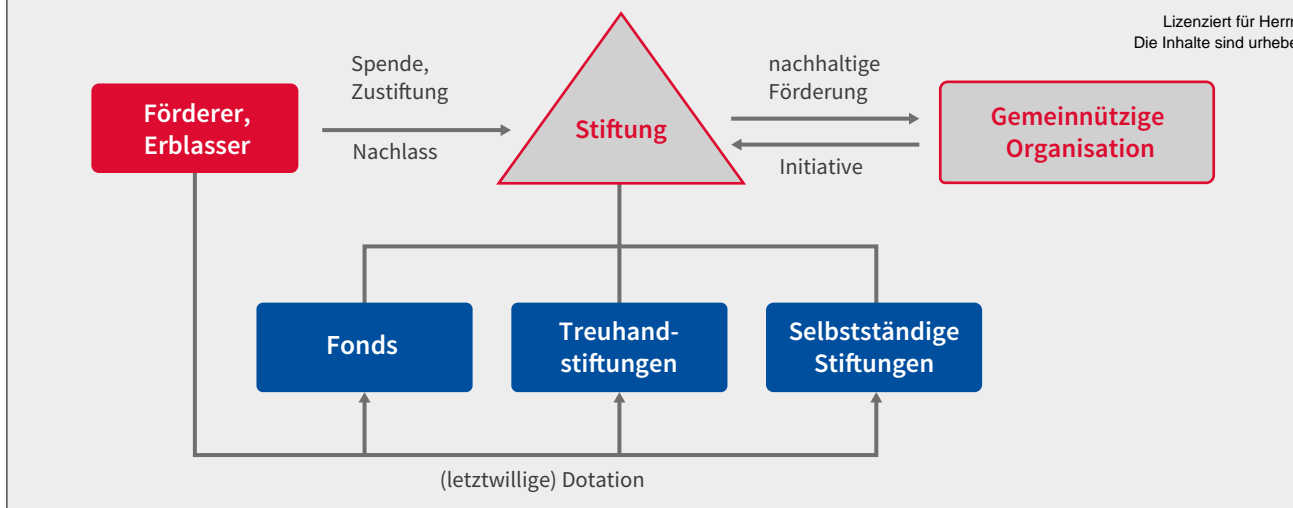 Lizenziert für Herrn
Die Inhalte sind urhebe
Spende,
Zustiftung
nachhaltige
Förderung
Förderer,
Erblasser
Stiftung
Gemeinnützige
Organisation
Nachlass
Initiative
Fonds
Treuhand-
stiftungen
Selbstständige
Stiftungen
(letztwillige) Dotation